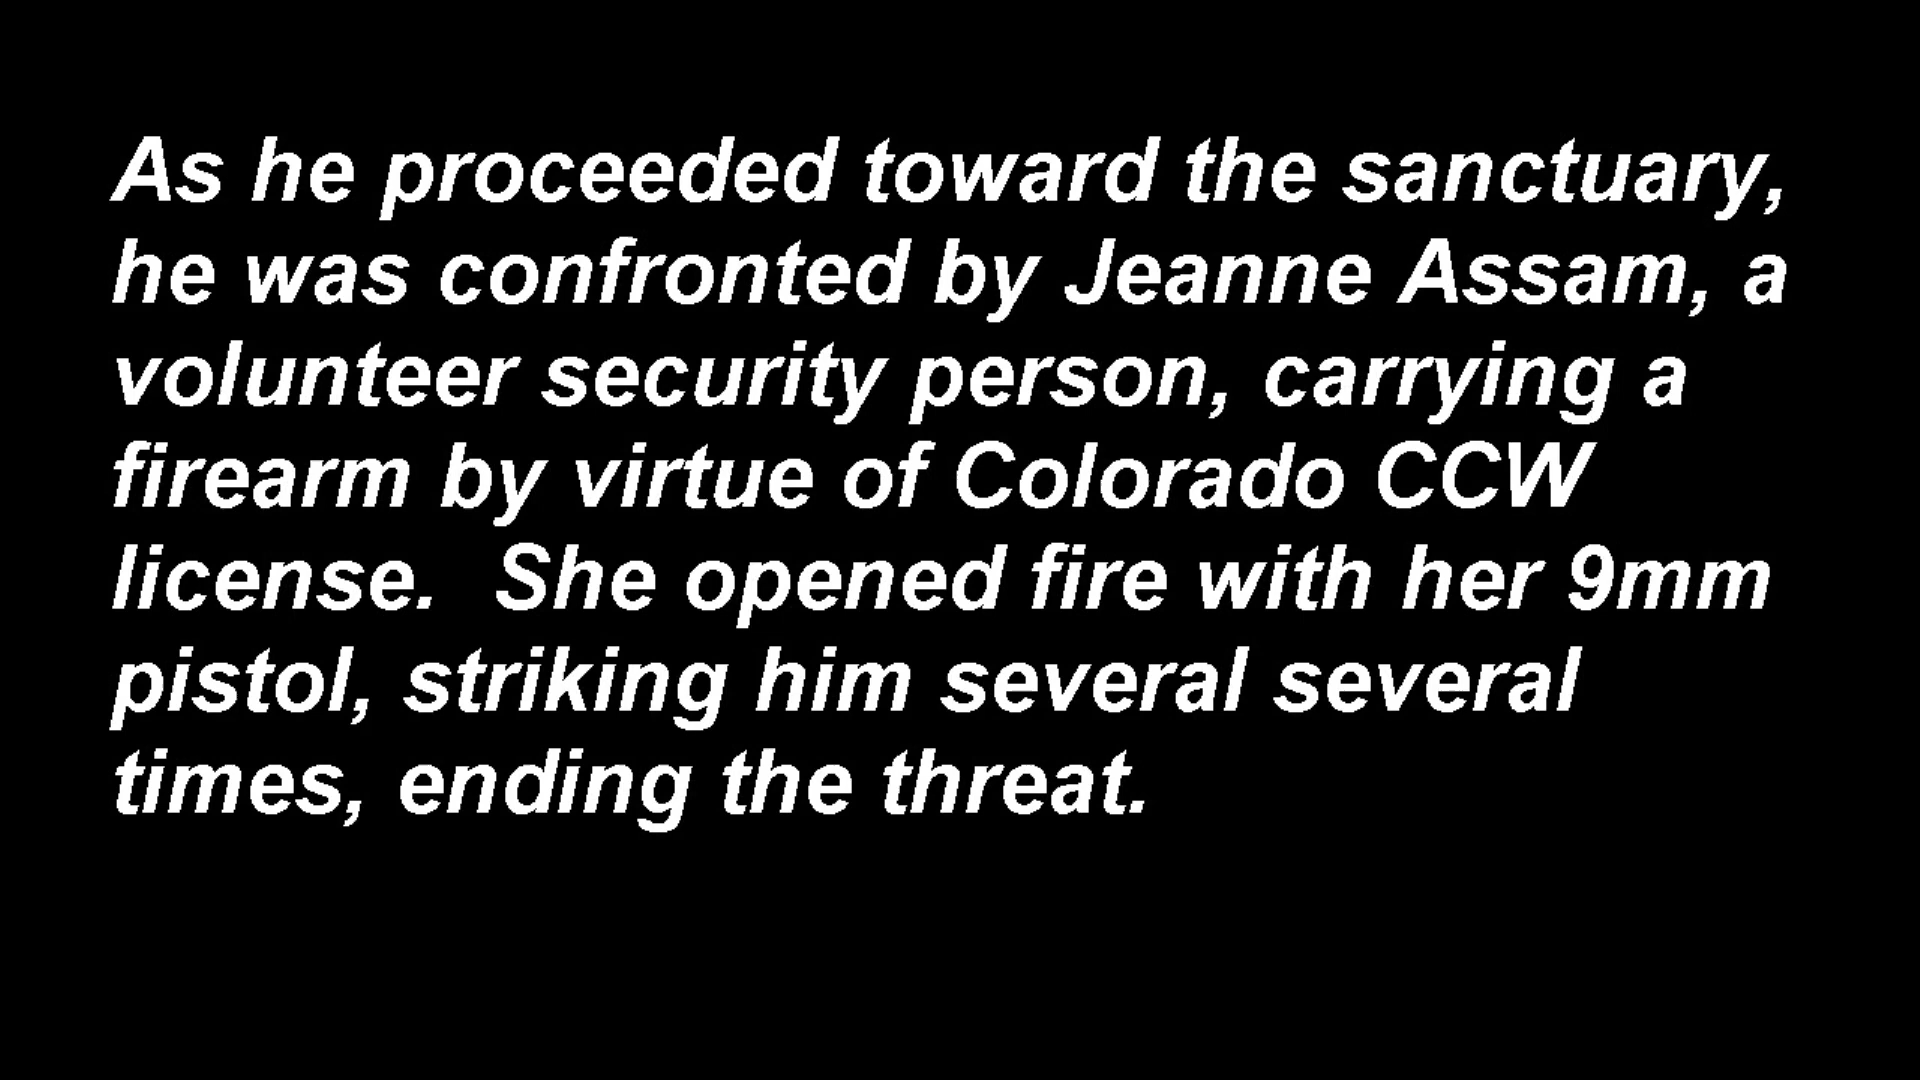 As he proceeded toward the sanctuary,
he was confronted by Jeanne Assam, a
volunteer security person, carrying a
firearm by virtue of Colorado CCW
license.  She opened fire with her 9mm
pistol, striking him several several
times, ending the threat.